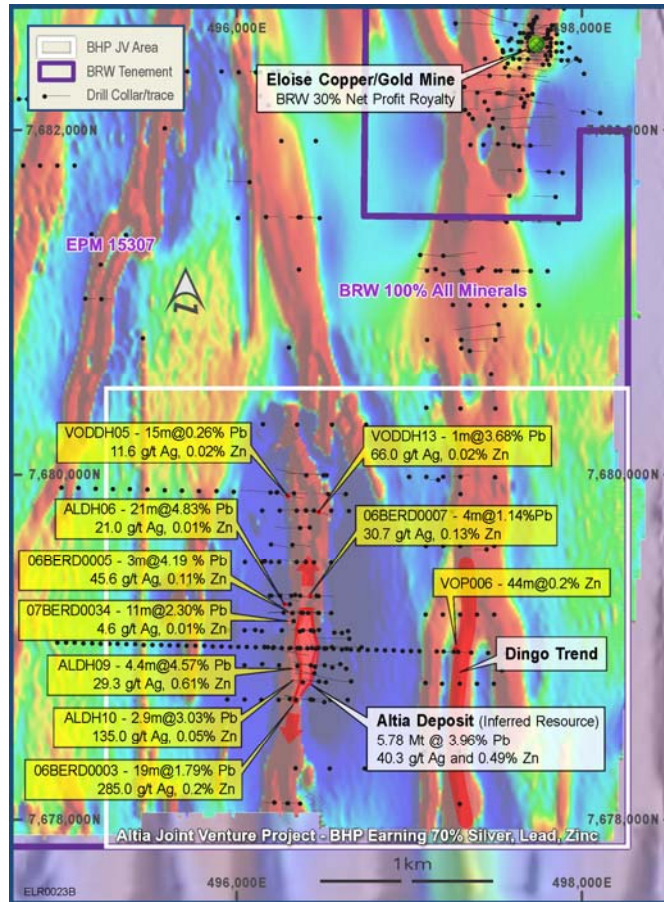 496,000E
498,000E
BHP JV Area
BRW Tenement
Drill Collar/trace
Eloise Copper/Gold Mine
BRW 30% Net Profit Royalty
7,682,000N
7,682,000N
EPM 15307
BRW 100% All Minerals
VODDH05 - 15m@0.26% Pb
11.6 g/t Ag, 0.02% Zn
VODDH13 - 1m@3.68% Pb
66.0 g/t Ag, 0.02% Zn
7,680,000N
7,680,000N
ALDH06 - 21m@4.83% Pb
21.0 g/t Ag, 0.01% Zn
06BERD0007 - 4m@1.14%Pb
30.7 g/t Ag, 0.13% Zn
06BERD0005 - 3m@4.19 % Pb
45.6 g/t Ag, 0.11% Zn
VOP006 - 44m@0.2% Zn
07BERD0034 - 11m@2.30% Pb
4.6 g/t Ag, 0.01% Zn
Dingo Trend
ALDH09 - 4.4m@4.57% Pb
29.3 g/t Ag, 0.61% Zn
ALDH10 - 2.9m@3.03% Pb
135.0 g/t Ag, 0.05% Zn
Altia Deposit (Inferred Resource)
5.78 Mt @ 3.96% Pb
40.3 g/t Ag and 0.49% Zn
06BERD0003 - 19m@1.79% Pb
285.0 g/t Ag, 0.2% Zn
7,678,000N
7,678,000N
Altia Joint Venture Project - BHP Earning 70% Silver, Lead, Zinc
1km
ELR0023B
496,000E
498,000E